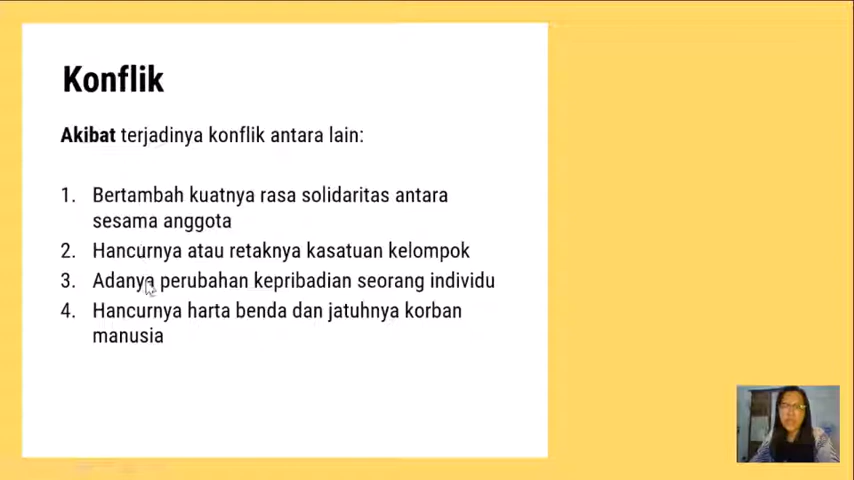 Konflik
Akibat terjadinya konflik antara lain:
1. Bertambah kuatnya rasa solidaritas antara
sesama anggota
2. Hancurnya atau retaknya kasatuan kelompok
3. Adanya perubahan kepribadian seorang individu
4. Hancurnya harta benda dan jatuhnya korban
manusia